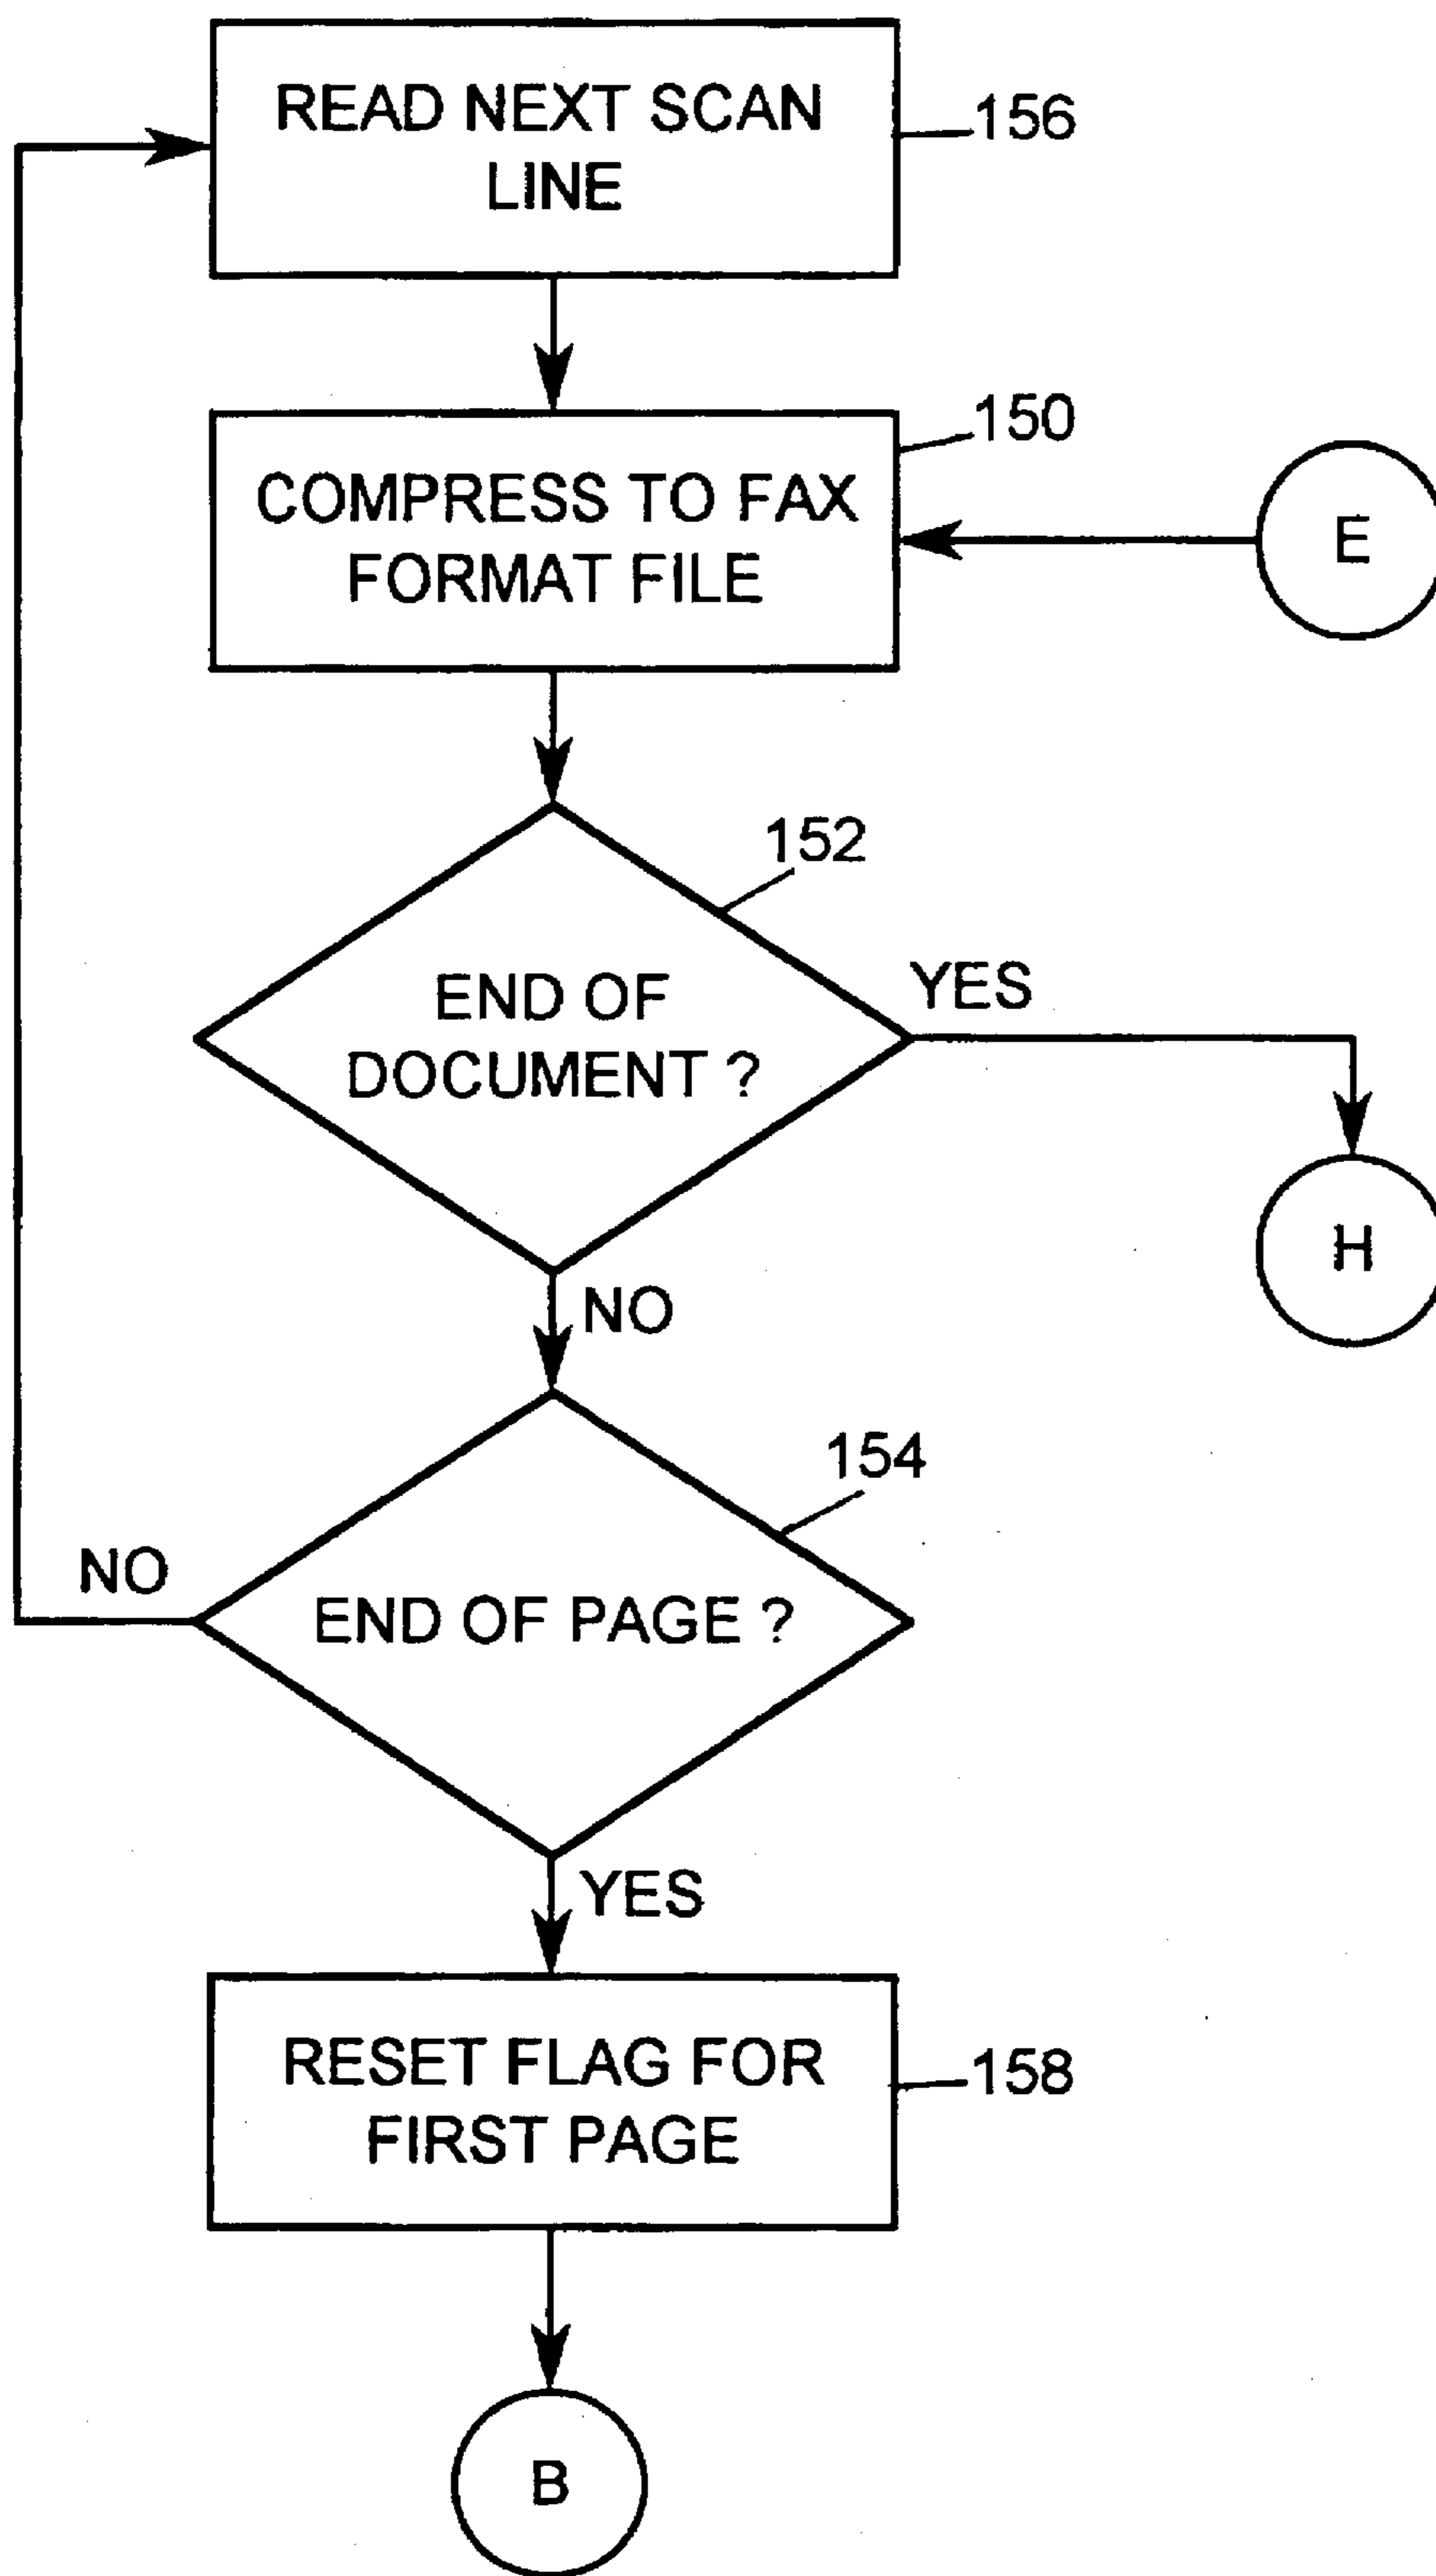 READ NEXT SCAN
LINE
156
150
COMPRESS TO FAX
FORMAT FILE
E
152
END OF
DOCUMENT ?
YES
H
NO
154
NO
END OF PAGE ?
YES
RESET FLAG FOR
FIRST PAGE
158
B